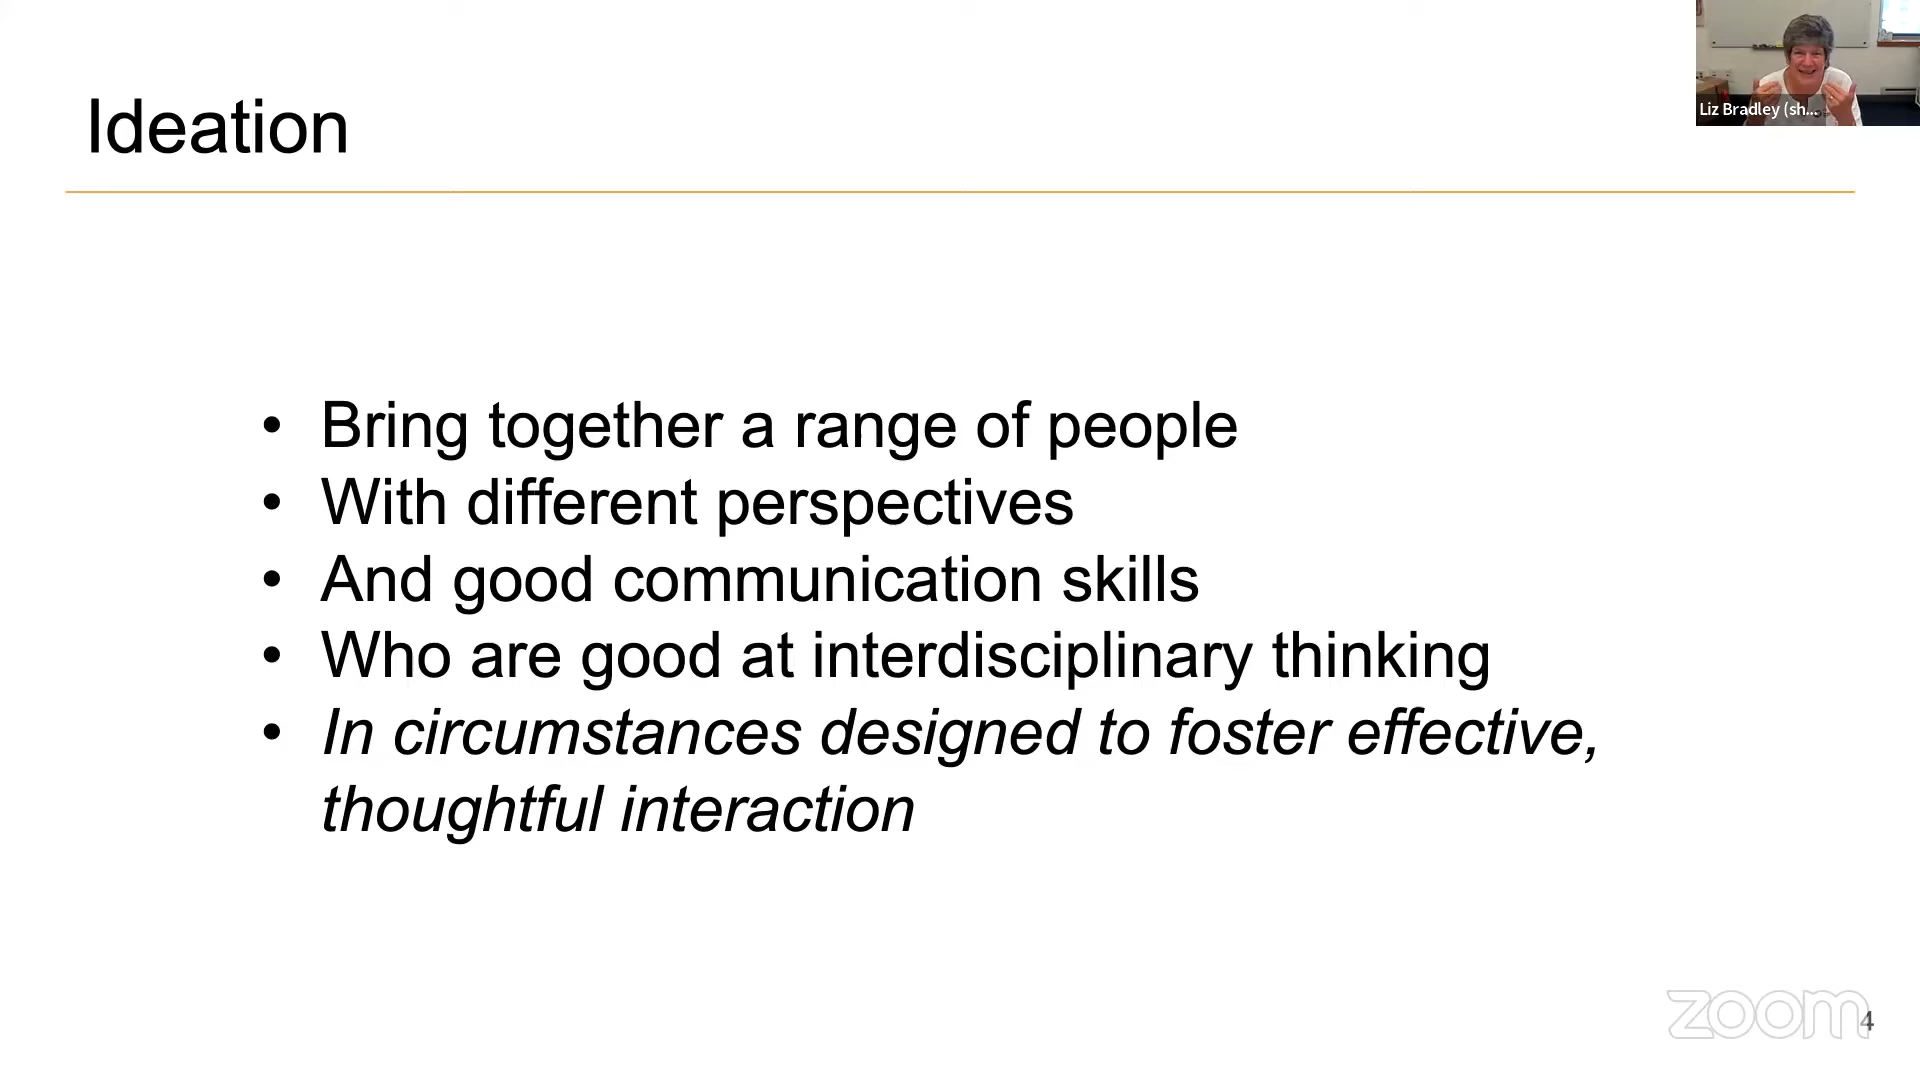 Ideation
Liz Bradley (sh...
• Bring together a range of people
• With different perspectives
• And good communication skills
• Who are good at interdisciplinary thinking
• In circumstances designed to foster effective,
thoughtful interaction
zoom
4